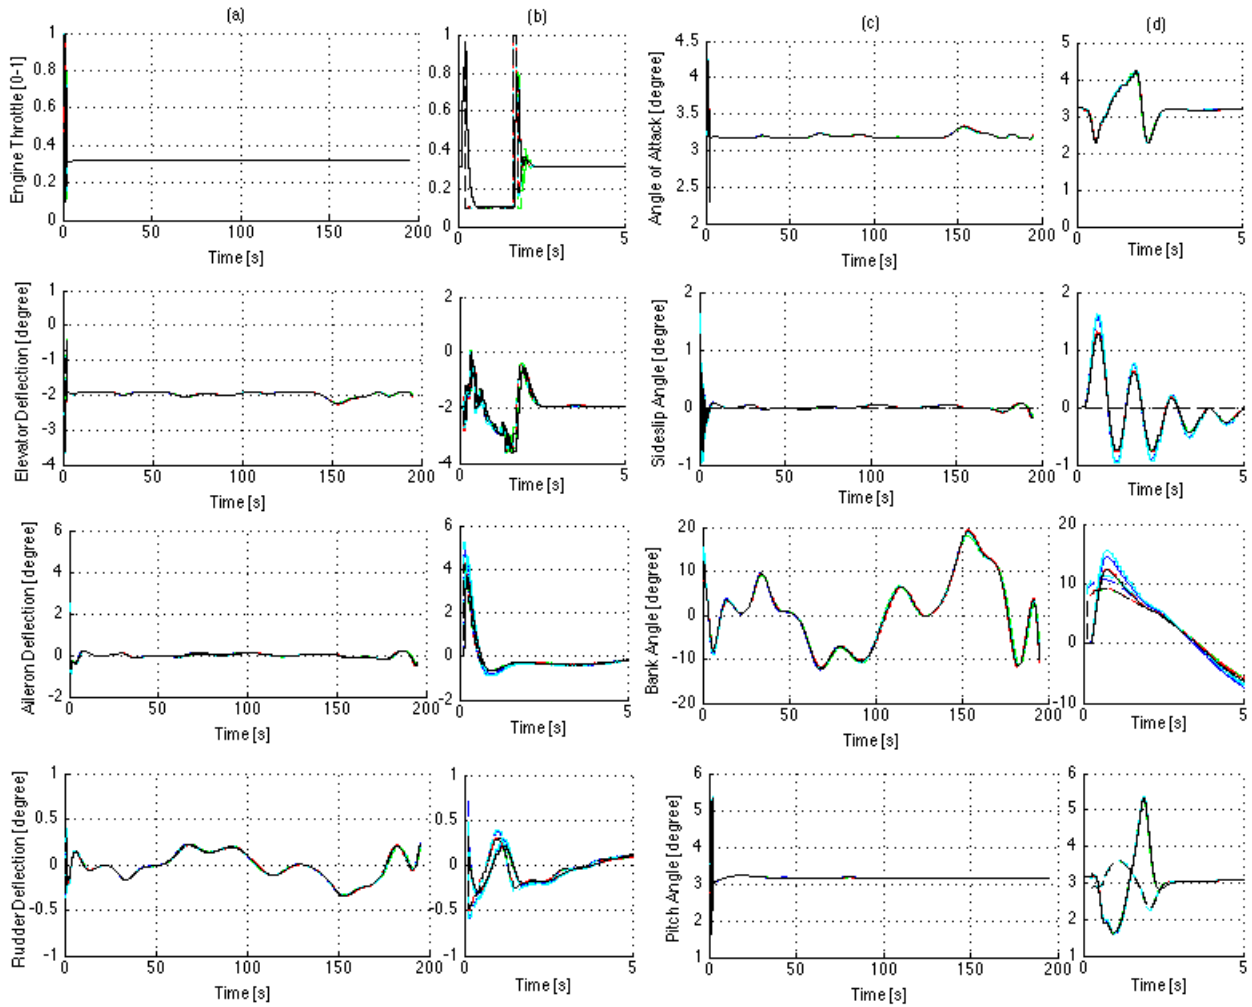 (a) (b) (c) (d)
Engine Throttle [0-1]
1
0.8
0.6
0.4
0.2
0
0 50 100 150 200
Time [s]
1
0.8
0.6
0.4
0.2
0
0 5
Time [s]
Angle of Attack [degree]
4.5
4
3.5
3
2.5
2
0 50 100 150 200
Time [s]
5
4
3
2
1
0
0 5
Time [s]
Elevator Deflection [degree]
1
0
-1
-2
-3
-4
0 50 100 150 200
Time [s]
2
0
-2
-4
0 5
Time [s]
Sideslip Angle [degree]
2
1
0
-1
0 50 100 150 200
Time [s]
2
1
0
-1
0 5
Time [s]
Aileron Deflection [degree]
6
4
2
0
-2
0 50 100 150 200
Time [s]
6
5
4
3
2
0
-2
0 5
Time [s]
Bank Angle [degree]
20
10
0
-10
-20
0 50 100 150 200
Time [s]
20
10
0
-10
0 5
Time [s]
Rudder Deflection [degree]
1
0.5
0
-0.5
-1
0 50 100 150 200
Time [s]
1
0.5
0
-0.5
-1
0 5
Time [s]
Pitch Angle [degree]
6
5
4
3
2
1
0 50 100 150 200
Time [s]
6
5
4
3
2
1
0 5
Time [s]